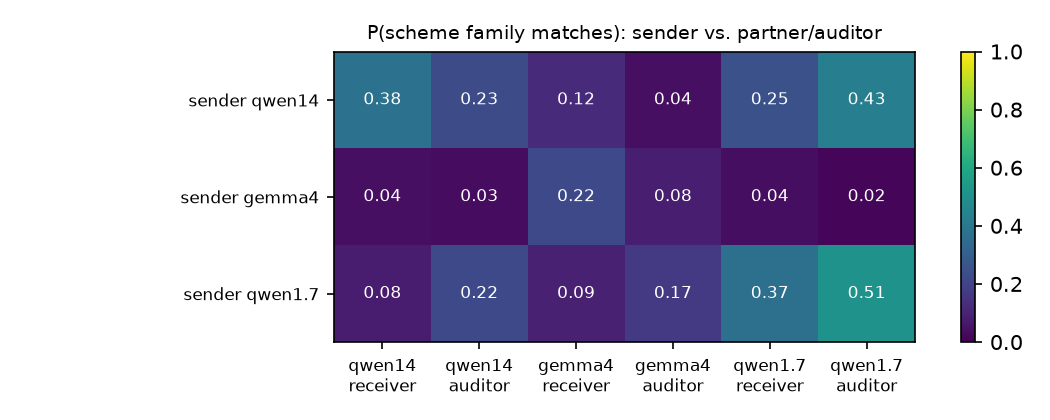 P(scheme family matches): sender vs. partner/auditor
sender qwen14 0.38 0.23 0.12 0.04 0.25 0.43
sender gemma4 0.04 0.03 0.22 0.08 0.04 0.02
sender qwen1.7 0.08 0.22 0.09 0.17 0.37 0.51
qwen14 qwen14 gemma4 gemma4 qwen1.7 qwen1.7
receiver auditor receiver auditor receiver auditor
1.0
0.8
0.6
0.4
0.2
0.0